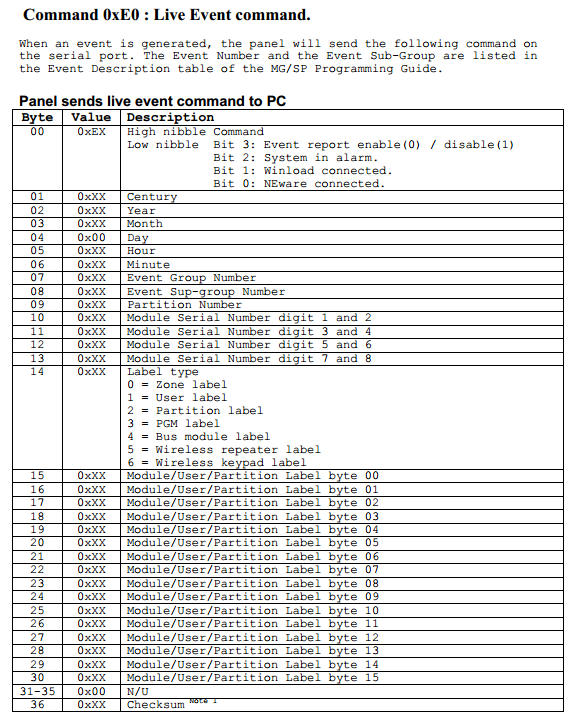 Command 0xE0 : Live Event command.
When an event is generated, the panel will send the following command on
the serial port. The Event Number and the Event Sub-Group are listed in
the Event Description table of the MG/SP Programming Guide.
Panel sends live event command to PC
Byte Value Description
00 0xEX High nibble Command
Low nibble Bit 3: Event report enable(0) / disable(1)
Bit 2: System in alarm.
Bit 1: Winload connected.
Bit 0: NEware connected.
01 0xXX Century
02 0xXX Year
03 0xXX Month
04 0x00 Day
05 0xXX Hour
06 0xXX Minute
07 0xXX Event Group Number
08 0xXX Event Sup-group Number
09 0xXX Partition Number
10 0xXX Module Serial Number digit 1 and 2
11 0xXX Module Serial Number digit 3 and 4
12 0xXX Module Serial Number digit 5 and 6
13 0xXX Module Serial Number digit 7 and 8
14 0xXX Label type
0 = Zone label
1 = User label
2 = Partition label
3 = PGM label
4 = Bus module label
5 = Wireless repeater label
6 = Wireless keypad label
15 0xXX Module/User/Partition Label byte 00
16 0xXX Module/User/Partition Label byte 01
17 0xXX Module/User/Partition Label byte 02
18 0xXX Module/User/Partition Label byte 03
19 0xXX Module/User/Partition Label byte 04
20 0xXX Module/User/Partition Label byte 05
21 0xXX Module/User/Partition Label byte 06
22 0xXX Module/User/Partition Label byte 07
23 0xXX Module/User/Partition Label byte 08
24 0xXX Module/User/Partition Label byte 09
25 0xXX Module/User/Partition Label byte 10
26 0xXX Module/User/Partition Label byte 11
27 0xXX Module/User/Partition Label byte 12
28 0xXX Module/User/Partition Label byte 13
29 0xXX Module/User/Partition Label byte 14
30 0xXX Module/User/Partition Label byte 15
31-35 0x00 N/U
36 0xXX Checksum Note 1